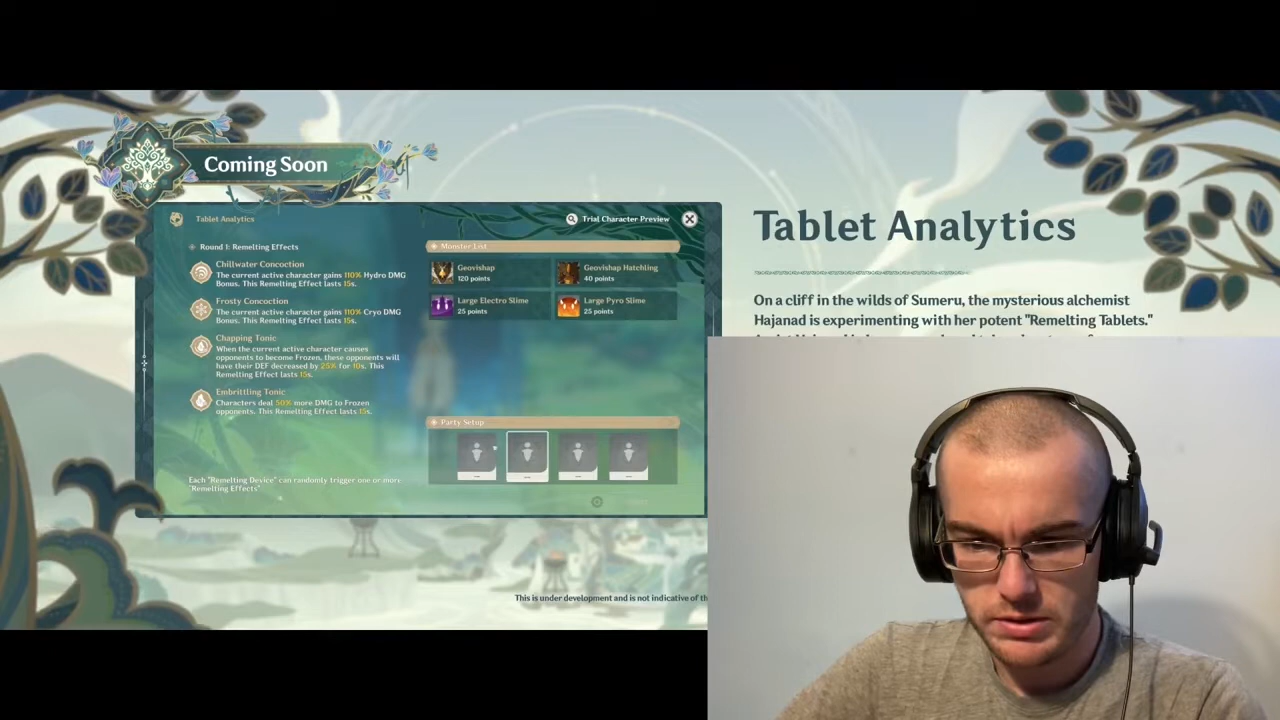 Coming Soon
Tablet Analytics
Trial Character Preview
Round 1: Remelting Effects
Chillwater Concoction
The current active character gains 110% Hydro DMG
Bonus. This Remelting Effect lasts 15s.
Frosty Concoction
The current active character gains 110% Cryo DMG
Bonus. This Remelting Effect lasts 15s.
Chapping Tonic
When the current active character causes
opponents to become Frozen, these opponents will
have their DEF decreased by 25% for 10s. This
Remelting Effect lasts 15s.
Embrittling Tonic
Characters deal 50% more DMG to Frozen
opponents. This Remelting Effect lasts 15s.
Each "Remelting Device" can randomly trigger one or more
"Remelting Effects"
Monster List
Geovishap
120 points
Geovishap Hatchling
40 points
Large Electro Slime
25 points
Large Pyro Slime
25 points
Party Setup
Tablet Analytics
On a cliff in the wilds of Sumeru, the mysterious alchemist
Hajanad is experimenting with her potent "Remelting Tablets."
This is under development and is not indicative of th